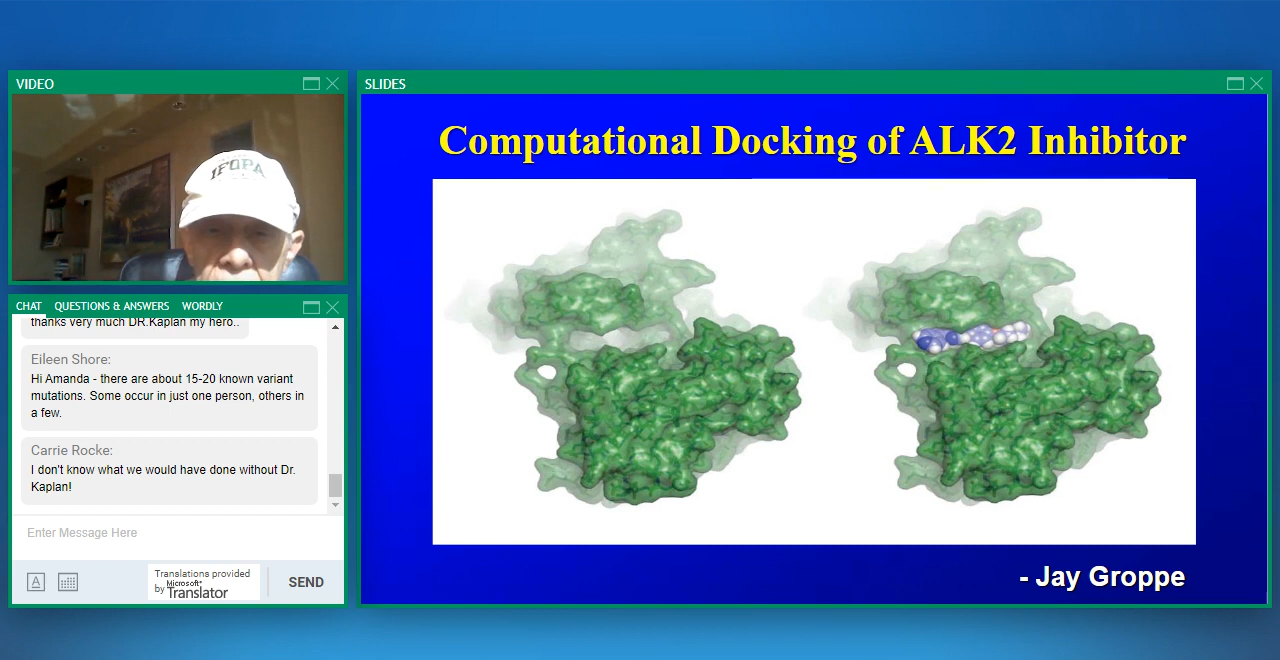 VIDEO
IFOPA
CHAT QUESTIONS & ANSWERS WORDLY
thanks very much DR.Kaplan my hero..
Eileen Shore:
Hi Amanda - there are about 15-20 known variant
mutations. Some occur in just one person, others in
a few.
Carrie Rocke:
I don't know what we would have done without Dr.
Kaplan!
Enter Message Here
A
Translations provided
by Microsoft® Translator
SEND
SLIDES
Computational Docking of ALK2 Inhibitor
- Jay Groppe